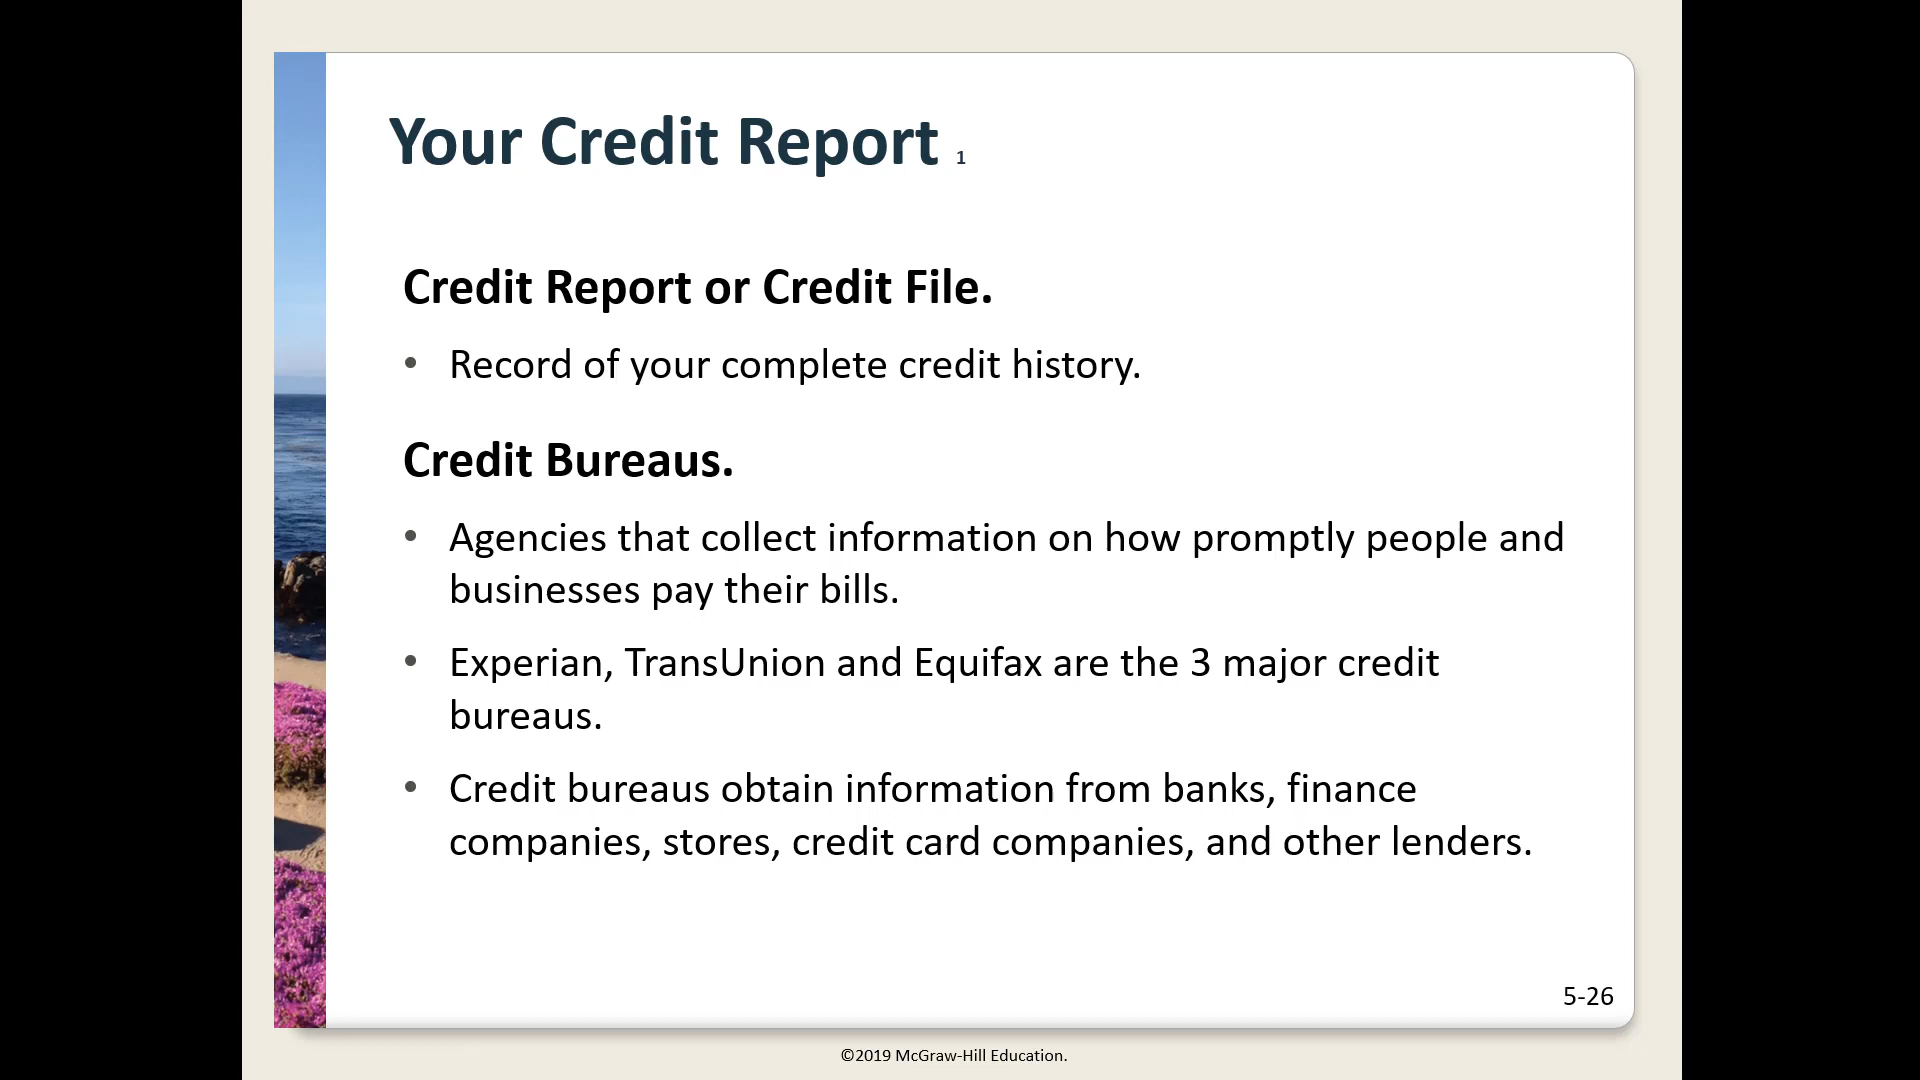 Your Credit Report 1
Credit Report or Credit File.
• Record of your complete credit history.
Credit Bureaus.
• Agencies that collect information on how promptly people and
businesses pay their bills.
• Experian, TransUnion and Equifax are the 3 major credit
bureaus.
• Credit bureaus obtain information from banks, finance
companies, stores, credit card companies, and other lenders.
5-26
©2019 McGraw-Hill Education.